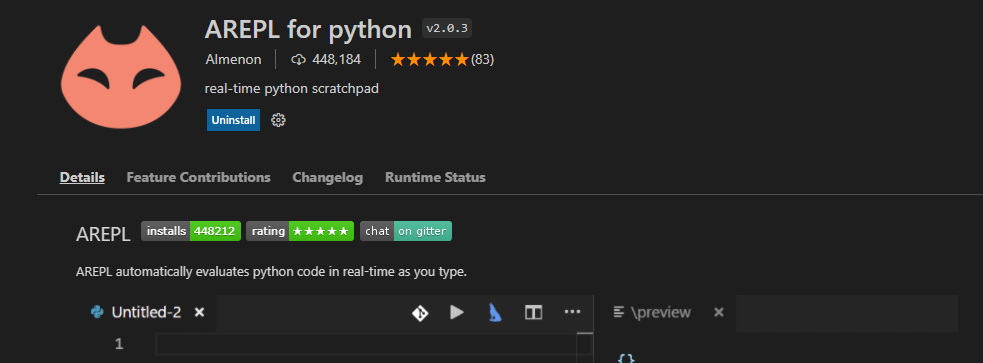 AREPL for python v2.0.3
Almenon 448,184 (83)
real-time python scratchpad
Uninstall
Details Feature Contributions Changelog Runtime Status
AREPL installs 448212 rating ★★★★★ chat on gitter
AREPL automatically evaluates python code in real-time as you type.
Untitled-2 \preview
1 {}